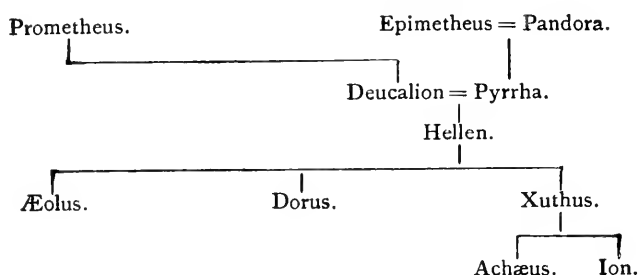 Prometheus. Epimetheus = Pandora.
Deucalion = Pyrrha.
Hellen.
Æolus. Dorus. Xuthus.
Achæus. Ion.